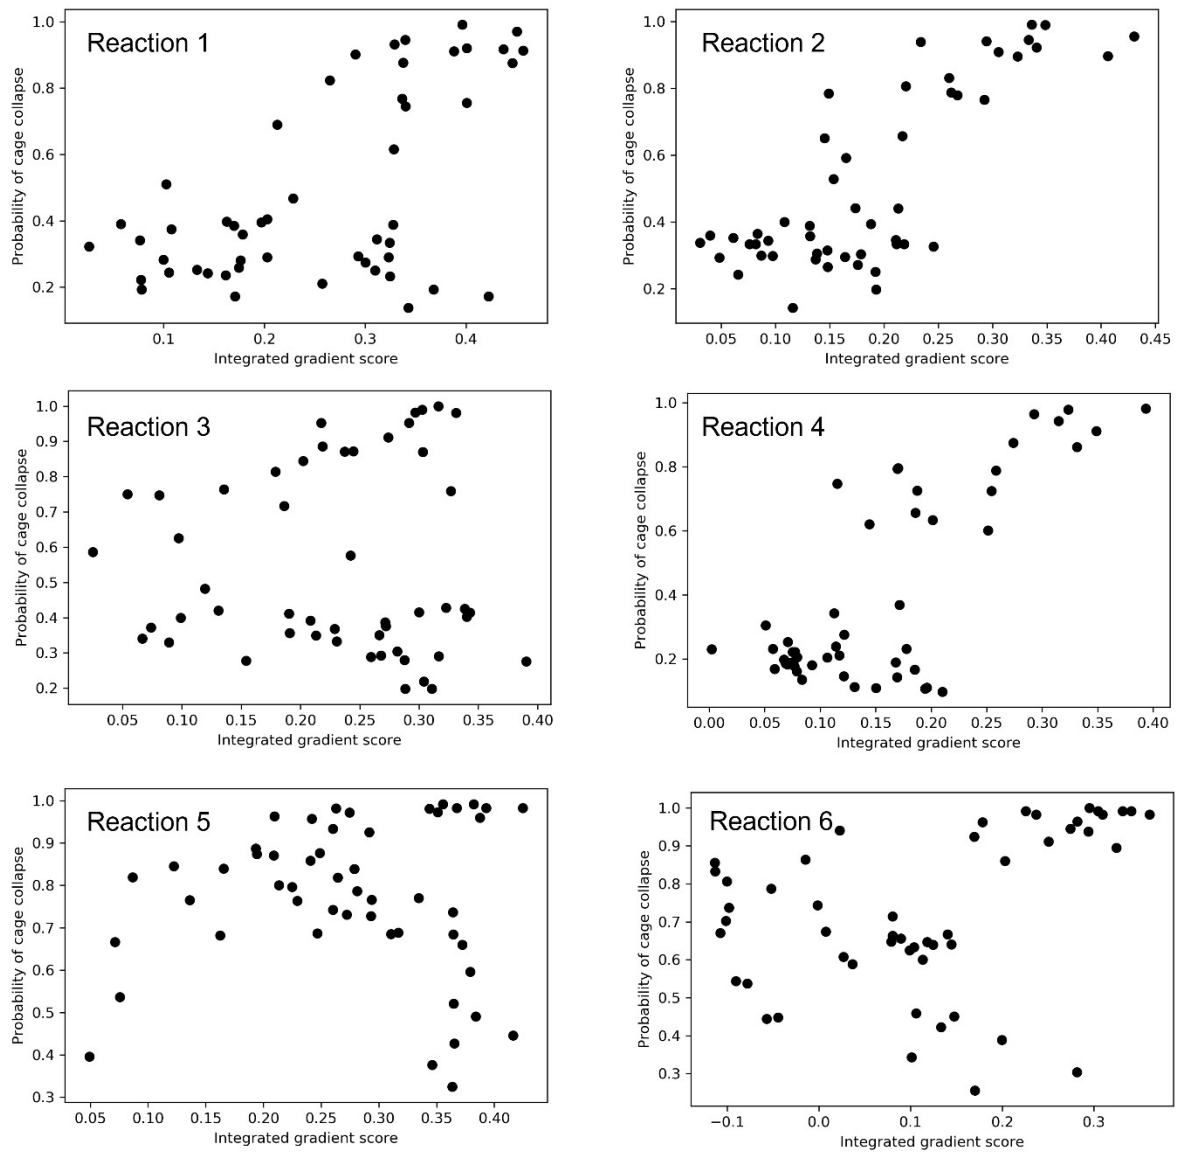 Reaction 1
Probability of cage collapse
1.0
0.8
0.6
0.4
0.2
0.1 0.2 0.3 0.4
Integrated gradient score
Reaction 2
Probability of cage collapse
1.0
0.8
0.6
0.4
0.2
0.05 0.10 0.15 0.20 0.25 0.30 0.35 0.40 0.45
Integrated gradient score
Reaction 3
Probability of cage collapse
1.0
0.9
0.8
0.7
0.6
0.5
0.4
0.3
0.2
0.05 0.10 0.15 0.20 0.25 0.30 0.35 0.40
Integrated gradient score
Reaction 4
Probability of cage collapse
1.0
0.8
0.6
0.4
0.2
0.00 0.05 0.10 0.15 0.20 0.25 0.30 0.35 0.40
Integrated gradient score
Reaction 5
Probability of cage collapse
1.0
0.9
0.8
0.7
0.6
0.5
0.4
0.3
0.05 0.10 0.15 0.20 0.25 0.30 0.35 0.40
Integrated gradient score
Reaction 6
Probability of cage collapse
1.0
0.9
0.8
0.7
0.6
0.5
0.4
0.3
−0.1 0.0 0.1 0.2 0.3
Integrated gradient score